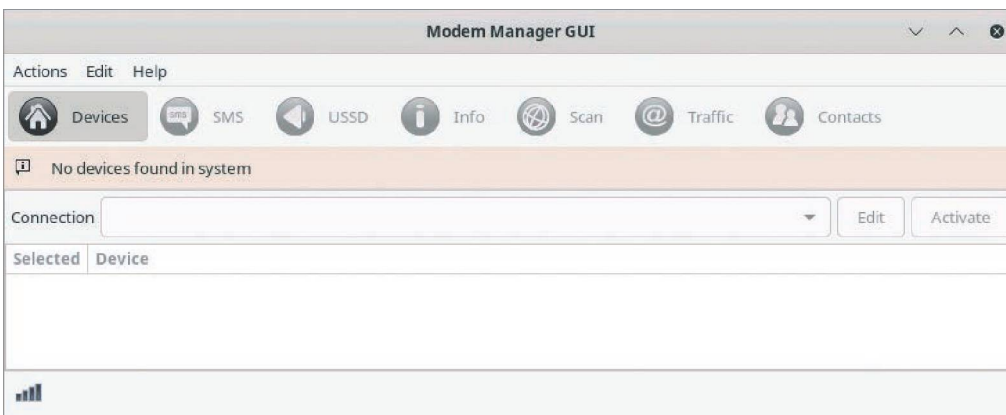 Modem Manager GUI
Actions Edit Help
Devices SMS USSD Info Scan Traffic Contacts
No devices found in system
Connection Edit Activate
Selected Device